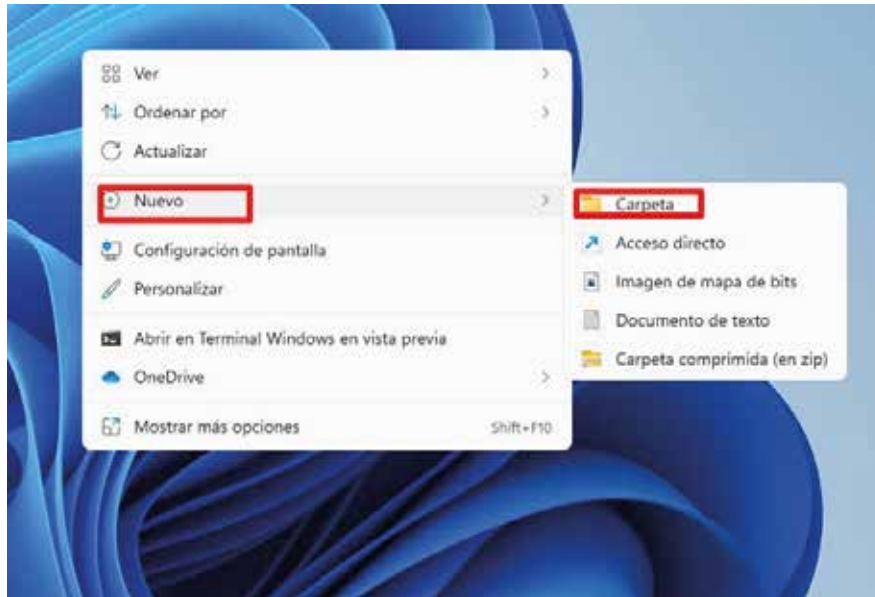 Ver
Ordenar por
Actualizar
Nuevo
Configuración de pantalla
Personalizar
Abrir en Terminal Windows en vista previa
OneDrive
Mostrar más opciones Shift+F10
Carpeta
Acceso directo
Imagen de mapa de bits
Documento de texto
Carpeta comprimida (en zip)